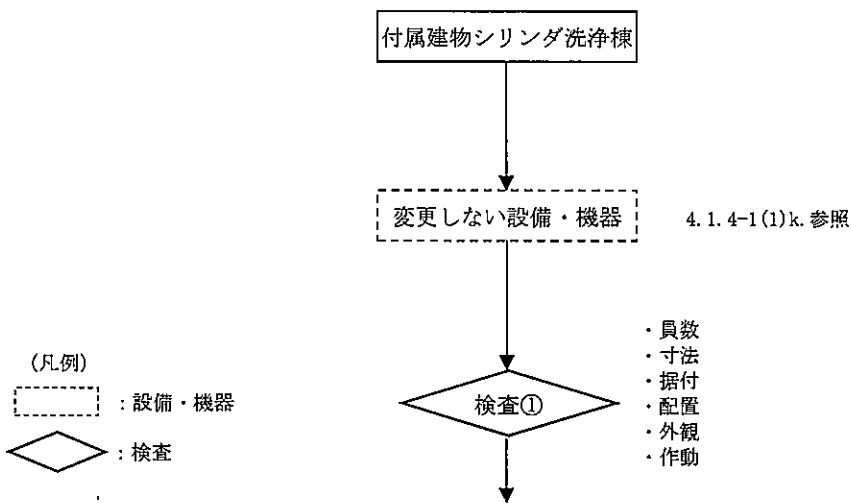 付属建物シリンダ洗浄棟
変更しない設備・機器
4.1.4-1(1)k.参照
・員数
・寸法
・据付
・配置
・外観
・作動
検査①
(凡例)
：設備・機器
：検査